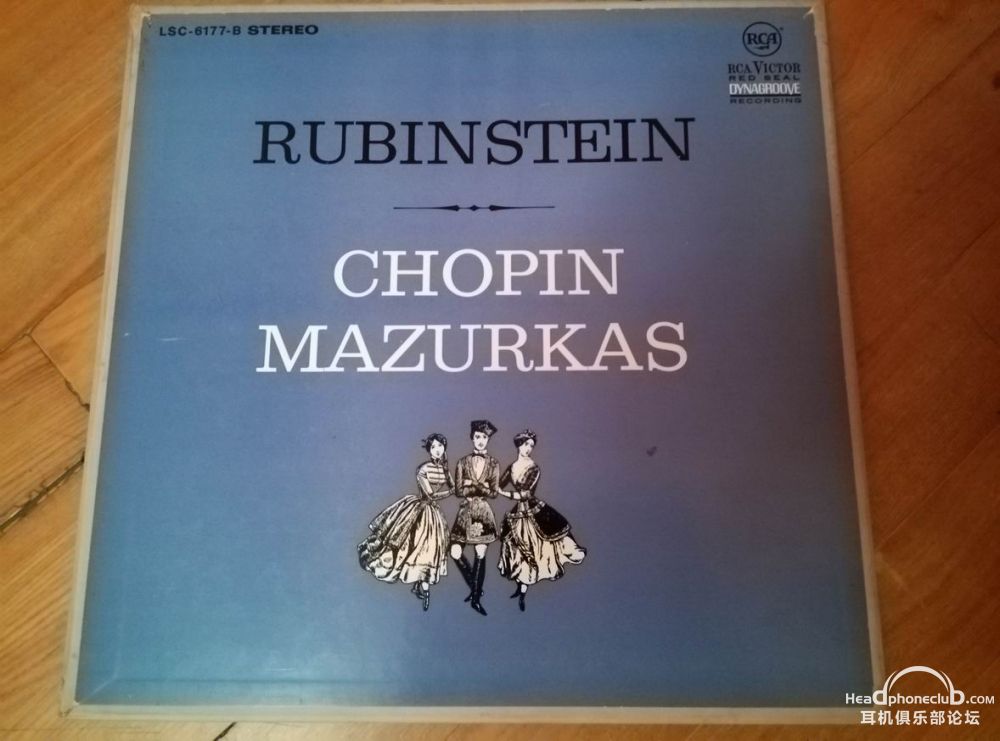 LSC-6177-B STEREO
RCA
RCA VICTOR
RED SEAL
DYNAGROOVE
RECORDING
RUBINSTEIN
CHOPIN
MAZURKAS
Headphoneclub.com
耳机俱乐部论坛